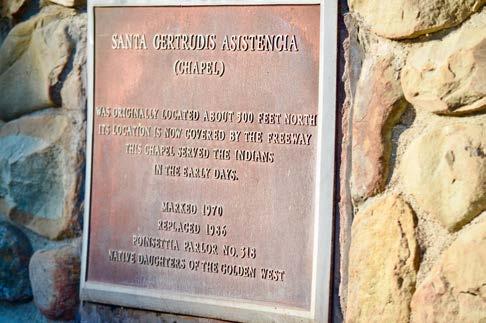 SANTA GERTRUDIS ASISTENCIA
(CHAPEL)
WAS ORIGINALLY LOCATED ABOUT 500 FEET NORTH
ITS LOCATION IS NOW COVERED BY THE FREEWAY
THIS CHAPEL SERVED THE INDIANS
IN THE EARLY DAYS.
MARKED 1970
REPLACED 1986
POINSETTIA PARLOR NO. 318
NATIVE DAUGHTERS OF THE GOLDEN WEST